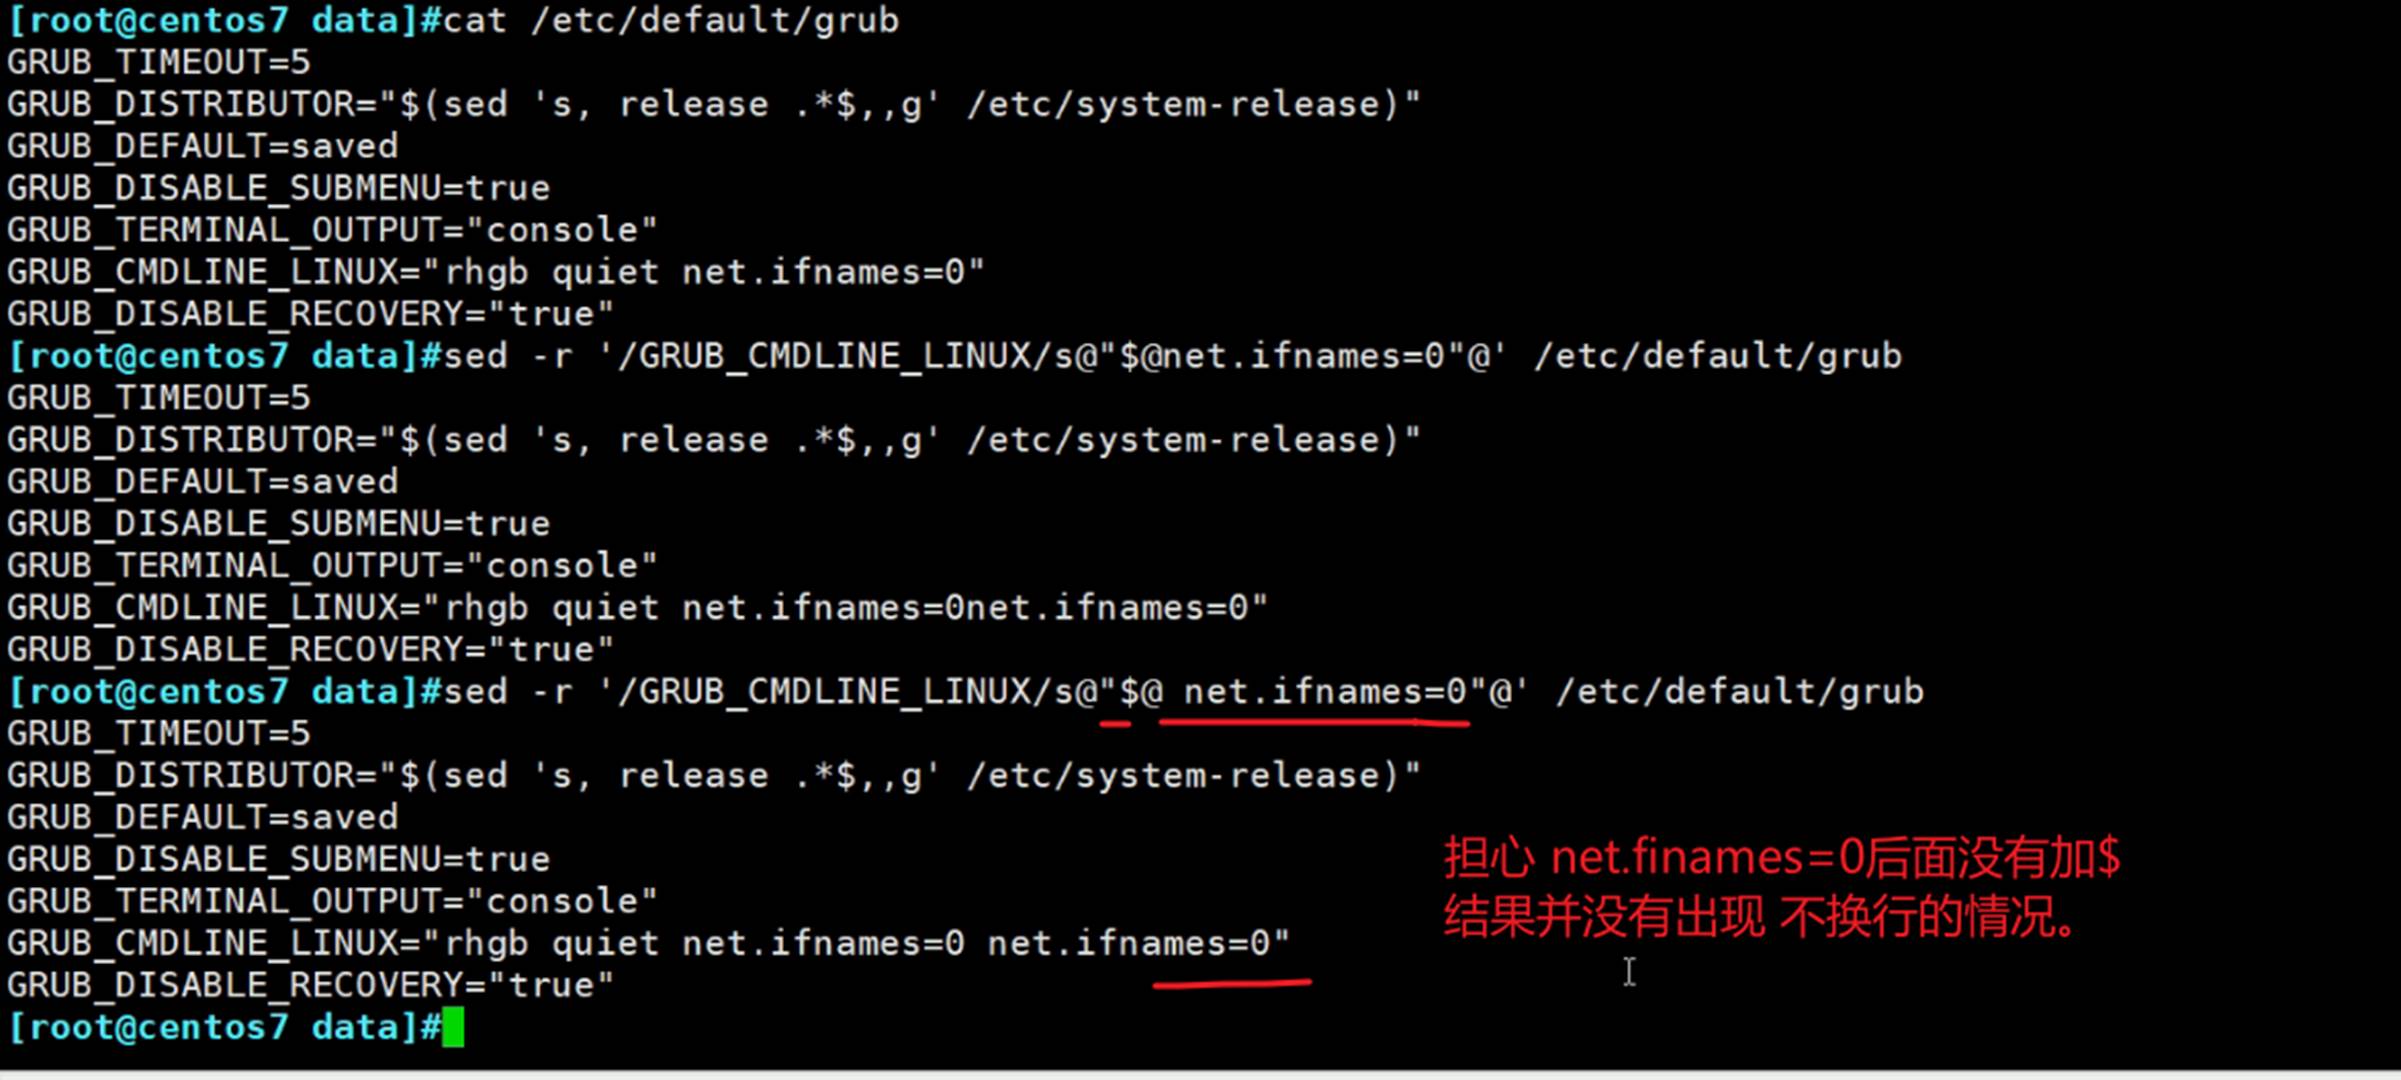 [root@centos7 data]#cat /etc/default/grub
GRUB_TIMEOUT=5
GRUB_DISTRIBUTOR="$(sed 's, release .*$,,g' /etc/system-release)"
GRUB_DEFAULT=saved
GRUB_DISABLE_SUBMENU=true
GRUB_TERMINAL_OUTPUT="console"
GRUB_CMDLINE_LINUX="rhgb quiet net.ifnames=0"
GRUB_DISABLE_RECOVERY="true"
[root@centos7 data]#sed -r '/GRUB_CMDLINE_LINUX/s@"$@net.ifnames=0"@' /etc/default/grub
GRUB_TIMEOUT=5
GRUB_DISTRIBUTOR="$(sed 's, release .*$,,g' /etc/system-release)"
GRUB_DEFAULT=saved
GRUB_DISABLE_SUBMENU=true
GRUB_TERMINAL_OUTPUT="console"
GRUB_CMDLINE_LINUX="rhgb quiet net.ifnames=0net.ifnames=0"
GRUB_DISABLE_RECOVERY="true"
[root@centos7 data]#sed -r '/GRUB_CMDLINE_LINUX/s@"$@ net.ifnames=0"@' /etc/default/grub
GRUB_TIMEOUT=5
GRUB_DISTRIBUTOR="$(sed 's, release .*$,,g' /etc/system-release)"
GRUB_DEFAULT=saved
GRUB_DISABLE_SUBMENU=true
GRUB_TERMINAL_OUTPUT="console"
GRUB_CMDLINE_LINUX="rhgb quiet net.ifnames=0 net.ifnames=0"
GRUB_DISABLE_RECOVERY="true"
[root@centos7 data]#
担心 net.finames=0后面没有加$
结果并没有出现 不换行的情况。